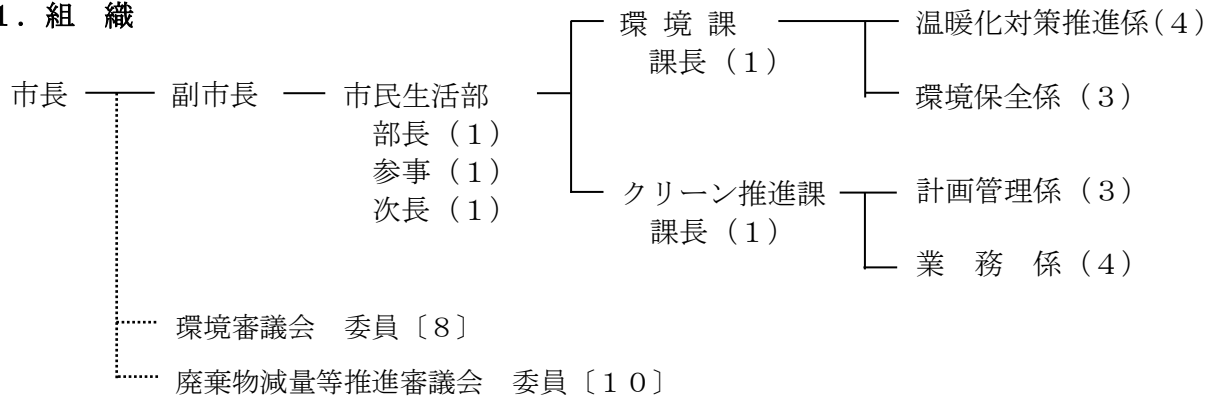 1．組　織
環 境 課
課長（１）
温暖化対策推進係（４）
環境保全係（３）
市長
副市長
市民生活部
部長（１）
参事（１）
次長（１）
クリーン推進課
課長（１）
計画管理係（３）
業　務　係（４）
環境審議会　委員〔８〕
廃棄物減量等推進審議会　委員〔１０〕